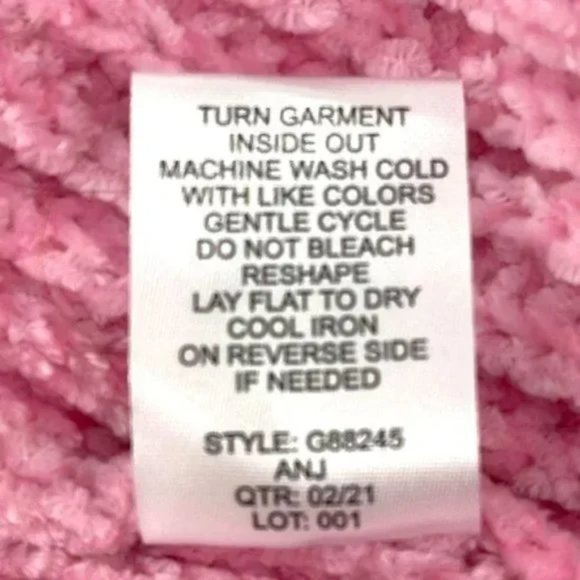 TURN GARMENT
INSIDE OUT
MACHINE WASH COLD
WITH LIKE COLORS
GENTLE CYCLE
DO NOT BLEACH
RESHAPE
LAY FLAT TO DRY
COOL IRON
ON REVERSE SIDE
IF NEEDED
STYLE: G88245
ANJ
QTR: 02/21
LOT: 001